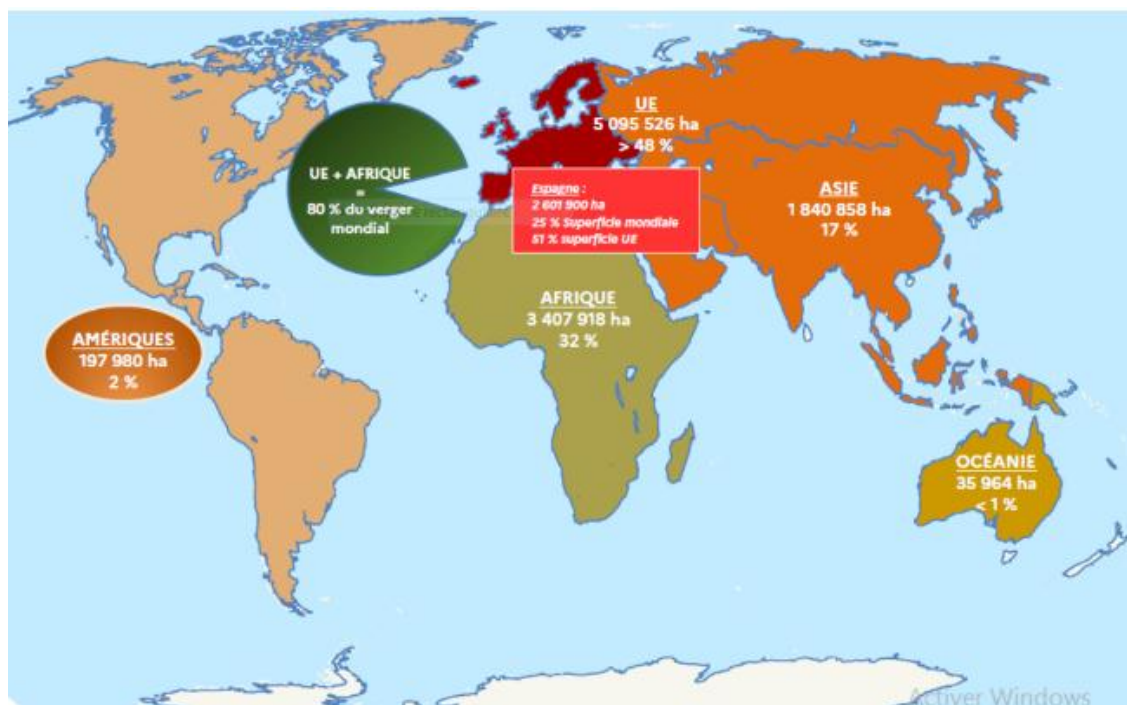 UE
5 095 526 ha
> 48 %
UE + AFRIQUE
=
80 % du verger
mondial
Espagne :
2 601 900 ha
25 % Superficie mondiale
51 % superficie UE
ASIE
1 840 858 ha
17 %
AFRIQUE
3 407 918 ha
32 %
AMÉRIQUES
197 980 ha
2 %
OCÉANIE
35 964 ha
< 1 %
Activer Windows